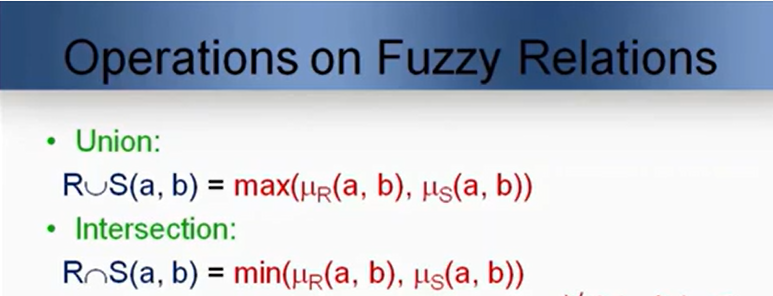 Operations on Fuzzy Relations
• Union:
R∪S(a, b) = max(μR(a, b), μS(a, b))
• Intersection:
R∩S(a, b) = min(μR(a, b), μS(a, b))